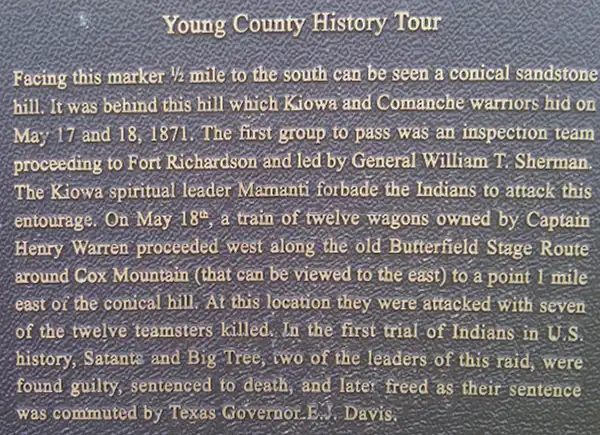 Young County History Tour
Facing this marker ½ mile to the south can be seen a conical sandstone
hill. It was behind this hill which Kiowa and Comanche warriors hid on
May 17 and 18, 1871. The first group to pass was an inspection team
proceeding to Fort Richardson and led by General William T. Sherman.
The Kiowa spiritual leader Mamanti forbade the Indians to attack this
entourage. On May 18th, a train of twelve wagons owned by Captain
Henry Warren proceeded west along the old Butterfield Stage Route
around Cox Mountain (that can be viewed to the east) to a point 1 mile
east of the conical hill. At this location they were attacked with seven
of the twelve teamsters killed. In the first trial of Indians in U.S.
history, Satanta and Big Tree, two of the leaders of this raid, were
found guilty, sentenced to death, and later freed as their sentence
was commuted by Texas Governor E.J. Davis.